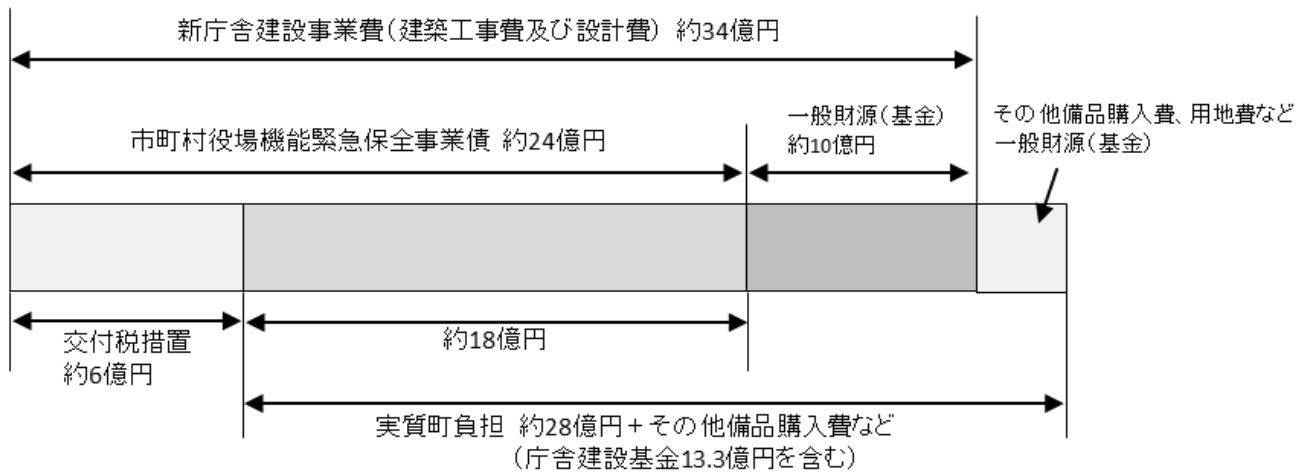 新庁舎建設事業費(建築工事費及び設計費) 約34億円
市町村役場機能緊急保全事業債 約24億円
一般財源(基金)
約10億円
その他備品購入費、用地費など
一般財源(基金)
交付税措置
約6億円
約18億円
実質町負担 約28億円+その他備品購入費など
(庁舎建設基金13.3億円を含む)